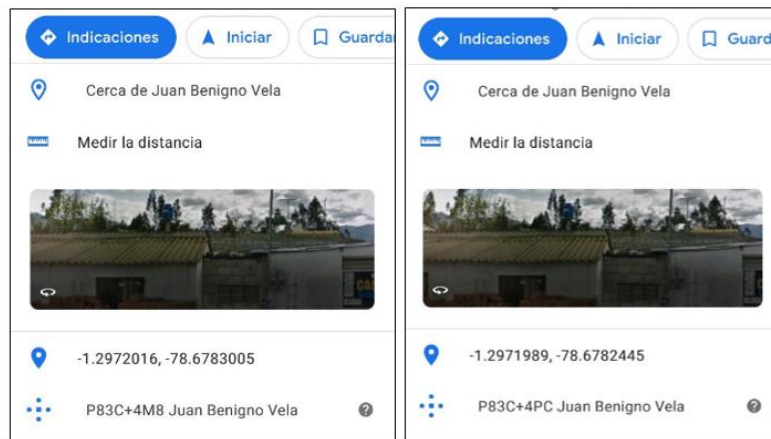 Indicaciones
Iniciar
Guardar
Cerca de Juan Benigno Vela
Medir la distancia
-1.2972016, -78.6783005
P83C+4M8 Juan Benigno Vela
Indicaciones
Iniciar
Guard
Cerca de Juan Benigno Vela
Medir la distancia
-1.2971989, -78.6782445
P83C+4PC Juan Benigno Vela